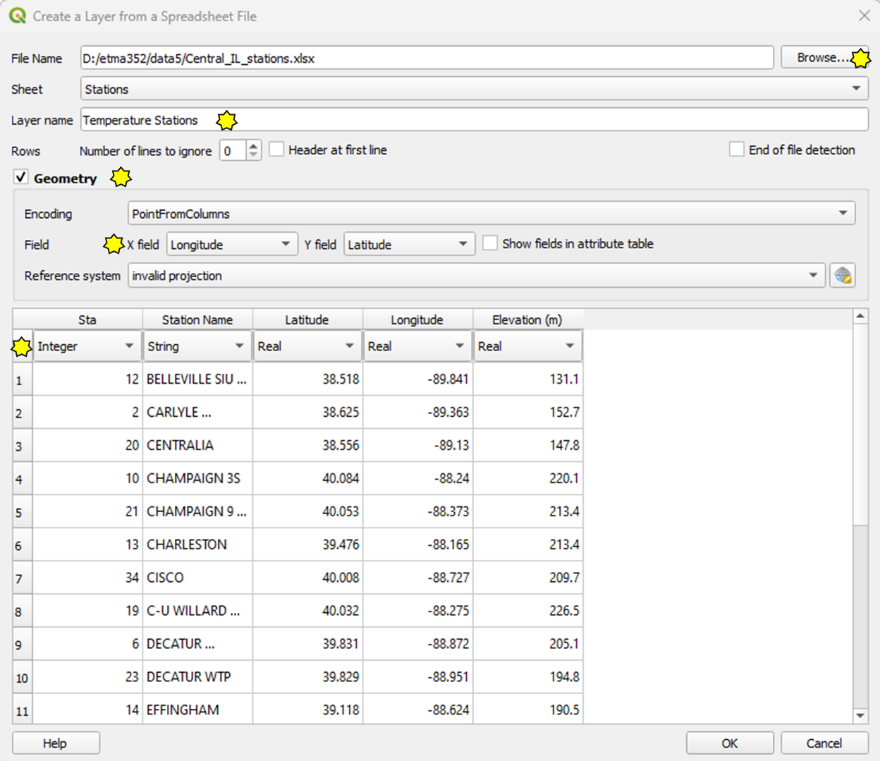 Create a Layer from a Spreadsheet File
File Name D:/etma352/data5/Central_IL_stations.xlsx Browse...
Sheet Stations
Layer name Temperature Stations
Rows Number of lines to ignore 0 Header at first line End of file detection
Geometry
Encoding PointFromColumns
Field X field Longitude Y field Latitude Show fields in attribute table
Reference system invalid projection
Sta Station Name Latitude Longitude Elevation (m)
Integer String Real Real Real
1 12 BELLEVILLE SIU ... 38.518 -89.841 131.1
2 2 CARLYLE ... 38.625 -89.363 152.7
3 20 CENTRALIA 38.556 -89.13 147.8
4 10 CHAMPAIGN 3S 40.084 -88.24 220.1
5 21 CHAMPAIGN 9 ... 40.053 -88.373 213.4
6 13 CHARLESTON 39.476 -88.165 213.4
7 34 CISCO 40.008 -88.727 209.7
8 19 C-U WILLARD ... 40.032 -88.275 226.5
9 6 DECATUR ... 39.831 -88.872 205.1
10 23 DECATUR WTP 39.829 -88.951 194.8
11 14 EFFINGHAM 39.118 -88.624 190.5
Help OK Cancel